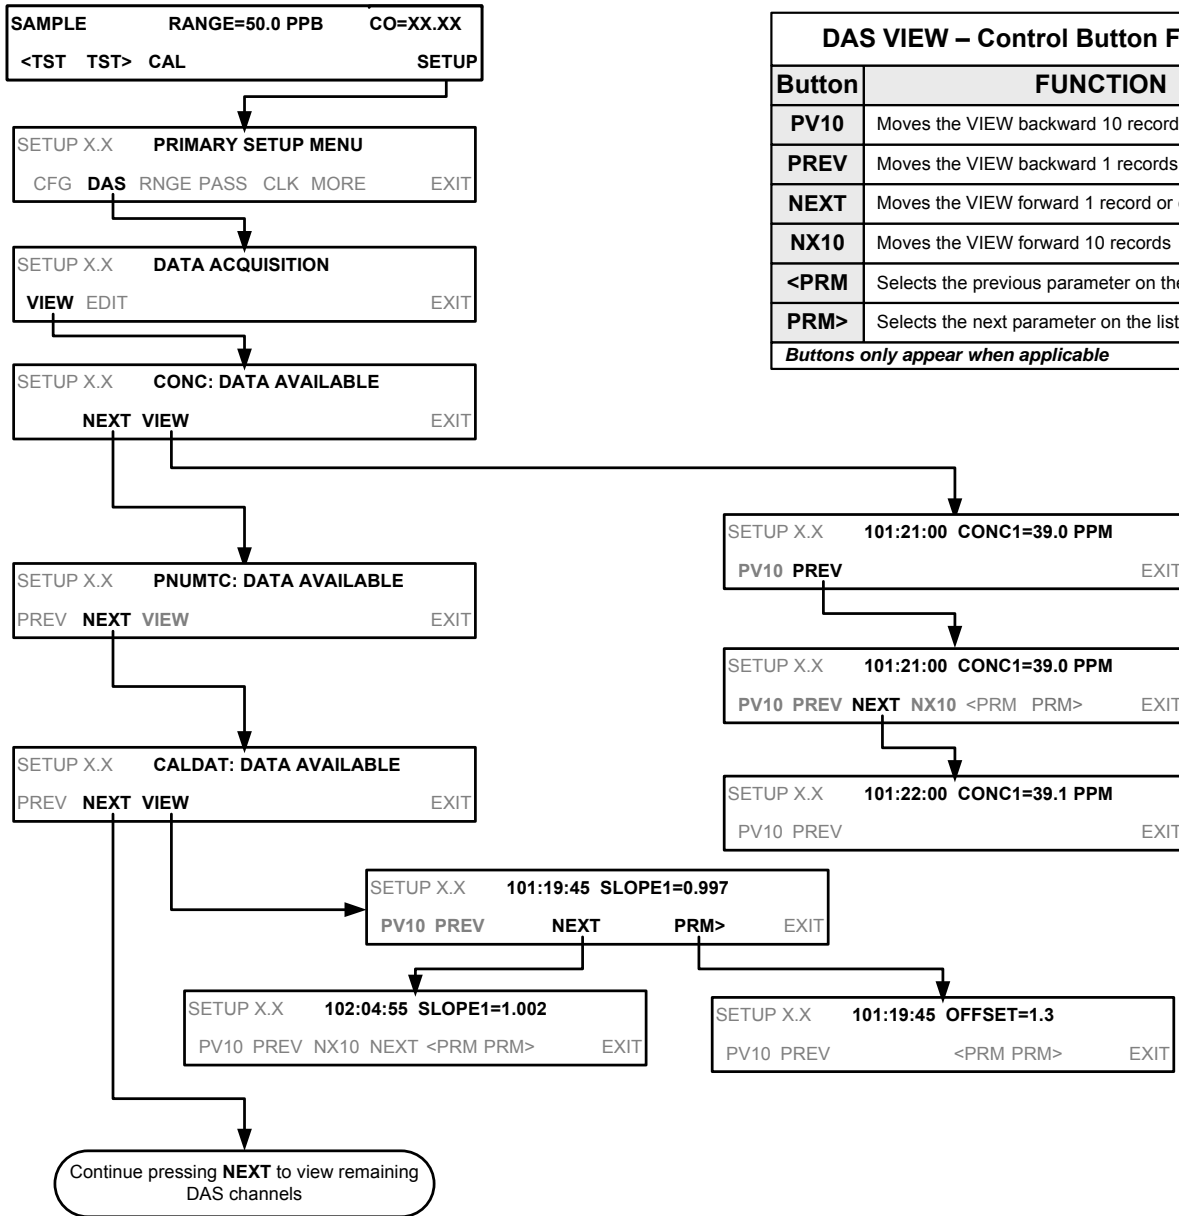 SAMPLE RANGE=50.0 PPB CO=XX.XX
<TST TST> CAL SETUP
SETUP X.X PRIMARY SETUP MENU
CFG DAS RNGE PASS CLK MORE EXIT
SETUP X.X DATA ACQUISITION
VIEW EDIT EXIT
SETUP X.X CONC: DATA AVAILABLE
NEXT VIEW EXIT
DAS VIEW – Control Button F
Button FUNCTION
PV10 Moves the VIEW backward 10 record
PREV Moves the VIEW backward 1 records
NEXT Moves the VIEW forward 1 record or
NX10 Moves the VIEW forward 10 records
<PRM Selects the previous parameter on the
PRM> Selects the next parameter on the list
Buttons only appear when applicable
SETUP X.X 101:21:00 CONC1=39.0 PPM
PV10 PREV EXIT
SETUP X.X PNUMTC: DATA AVAILABLE
PREV NEXT VIEW EXIT
SETUP X.X 101:21:00 CONC1=39.0 PPM
PV10 PREV NEXT NX10 <PRM PRM> EXIT
SETUP X.X CALDAT: DATA AVAILABLE
PREV NEXT VIEW EXIT
SETUP X.X 101:22:00 CONC1=39.1 PPM
PV10 PREV EXIT
SETUP X.X 101:19:45 SLOPE1=0.997
PV10 PREV NEXT PRM> EXIT
SETUP X.X 102:04:55 SLOPE1=1.002
PV10 PREV NX10 NEXT <PRM PRM> EXIT
SETUP X.X 101:19:45 OFFSET=1.3
PV10 PREV <PRM PRM> EXIT
Continue pressing NEXT to view remaining
DAS channels